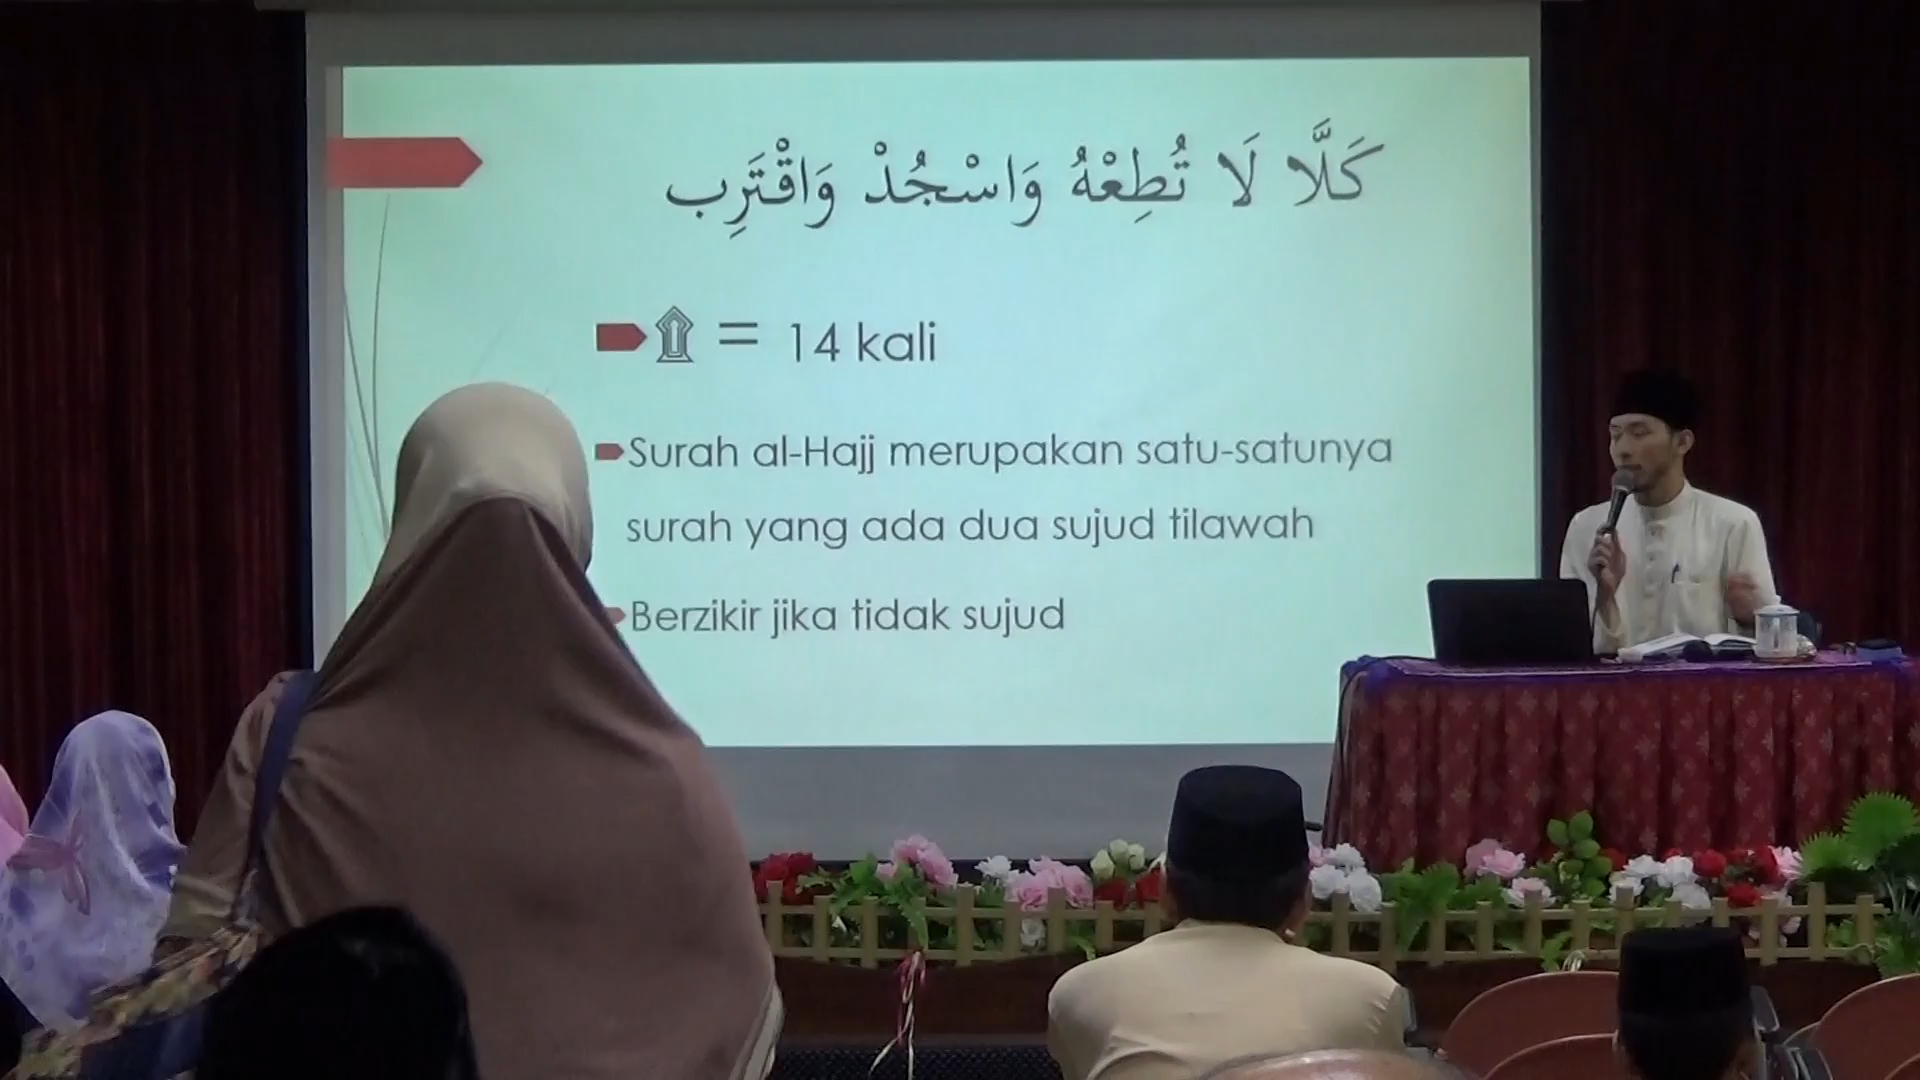 كَلَّا لَا تُطِعْهُ وَاسْجُدْ وَاقْتَرِب
۩ = 14 kali
Surah al-Hajj merupakan satu-satunya
surah yang ada dua sujud tilawah
Berzikir jika tidak sujud